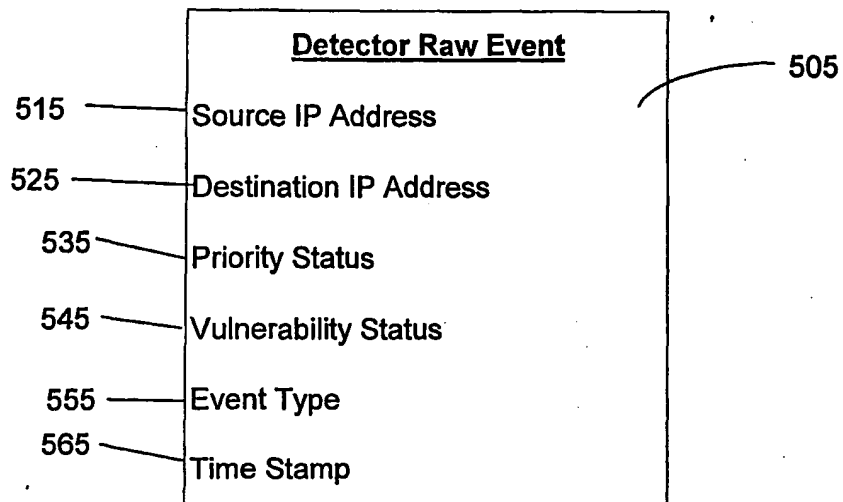 Detector Raw Event
505
515 Source IP Address
525 Destination IP Address
535 Priority Status
545 Vulnerability Status
555 Event Type
565 Time Stamp